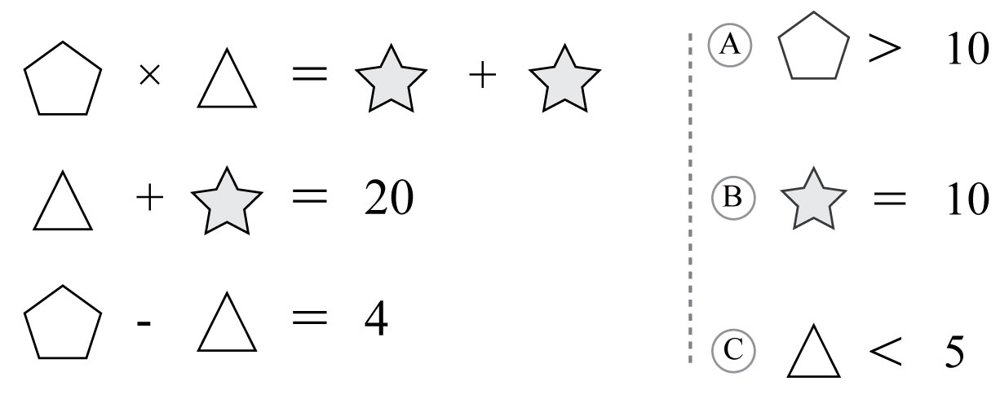 × = +
+ = 20
- = 4
A > 10
B = 10
C < 5